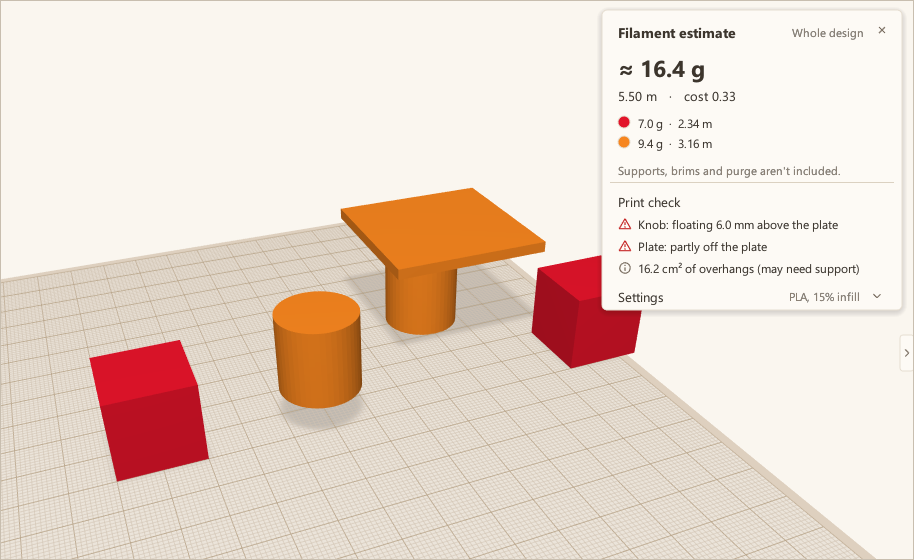 Filament estimate Whole design
≈ 16.4 g
5.50 m · cost 0.33
7.0 g · 2.34 m
9.4 g · 3.16 m
Supports, brims and purge aren't included.
Print check
Knob: floating 6.0 mm above the plate
Plate: partly off the plate
16.2 cm² of overhangs (may need support)
Settings PLA, 15% infill